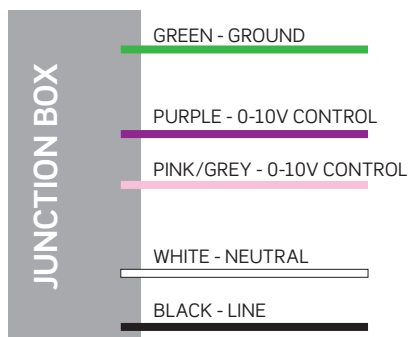 JUNCTION BOX
GREEN - GROUND
PURPLE - 0-10V CONTROL
PINK/GREY - 0-10V CONTROL
WHITE - NEUTRAL
BLACK - LINE